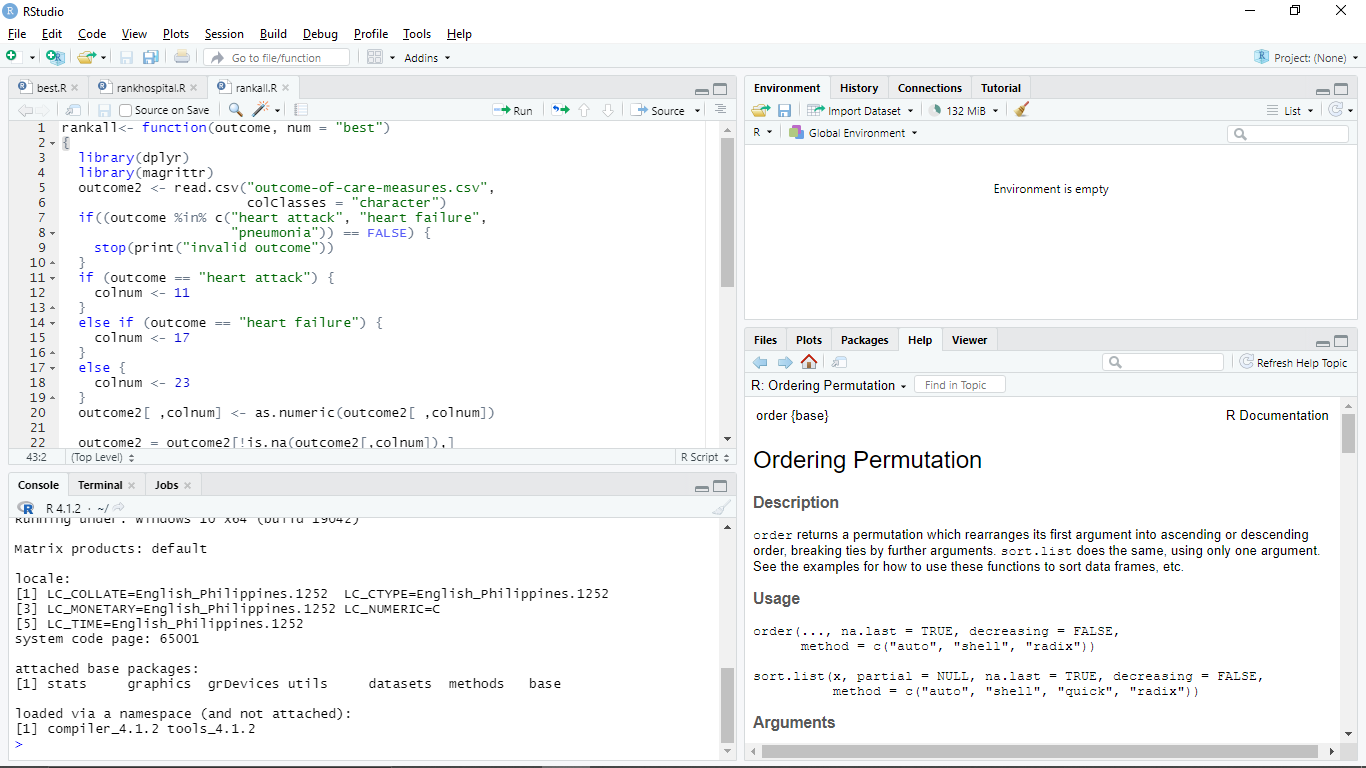 RStudio
File Edit Code View Plots Session Build Debug Profile Tools Help
Go to file/function Addins Project: (None)
best.R rankhospital.R rankall.R
Source on Save Run Source
1 rankall<- function(outcome, num = "best")
2 {
3 library(dplyr)
4 library(magrittr)
5 outcome2 <- read.csv("outcome-of-care-measures.csv",
6 colClasses = "character")
7 if((outcome %in% c("heart attack", "heart failure",
8 "pneumonia")) == FALSE) {
9 stop(print("invalid outcome"))
10 }
11 if (outcome == "heart attack") {
12 colnum <- 11
13 }
14 else if (outcome == "heart failure") {
15 colnum <- 17
16 }
17 else {
18 colnum <- 23
19 }
20 outcome2[ ,colnum] <- as.numeric(outcome2[ ,colnum])
21
22 outcome2 = outcome2[!is.na(outcome2[,colnum]),]
43:2 (Top Level) R Script
Console Terminal Jobs
R 4.1.2 · ~/
Running under: Windows 10 x64 (build 19042)
Matrix products: default
locale:
[1] LC_COLLATE=English_Philippines.1252 LC_CTYPE=English_Philippines.1252
[3] LC_MONETARY=English_Philippines.1252 LC_NUMERIC=C
[5] LC_TIME=English_Philippines.1252
system code page: 65001
attached base packages:
[1] stats graphics grDevices utils datasets methods base
loaded via a namespace (and not attached):
[1] compiler_4.1.2 tools_4.1.2
>
Environment History Connections Tutorial
Import Dataset 132 MiB List
R Global Environment
Environment is empty
Files Plots Packages Help Viewer
Refresh Help Topic
R: Ordering Permutation Find in Topic
order {base} R Documentation
Ordering Permutation
Description
order returns a permutation which rearranges its first argument into ascending or descending
order, breaking ties by further arguments. sort.list does the same, using only one argument.
See the examples for how to use these functions to sort data frames, etc.
Usage
order(..., na.last = TRUE, decreasing = FALSE,
method = c("auto", "shell", "radix"))
sort.list(x, partial = NULL, na.last = TRUE, decreasing = FALSE,
method = c("auto", "shell", "quick", "radix"))
Arguments